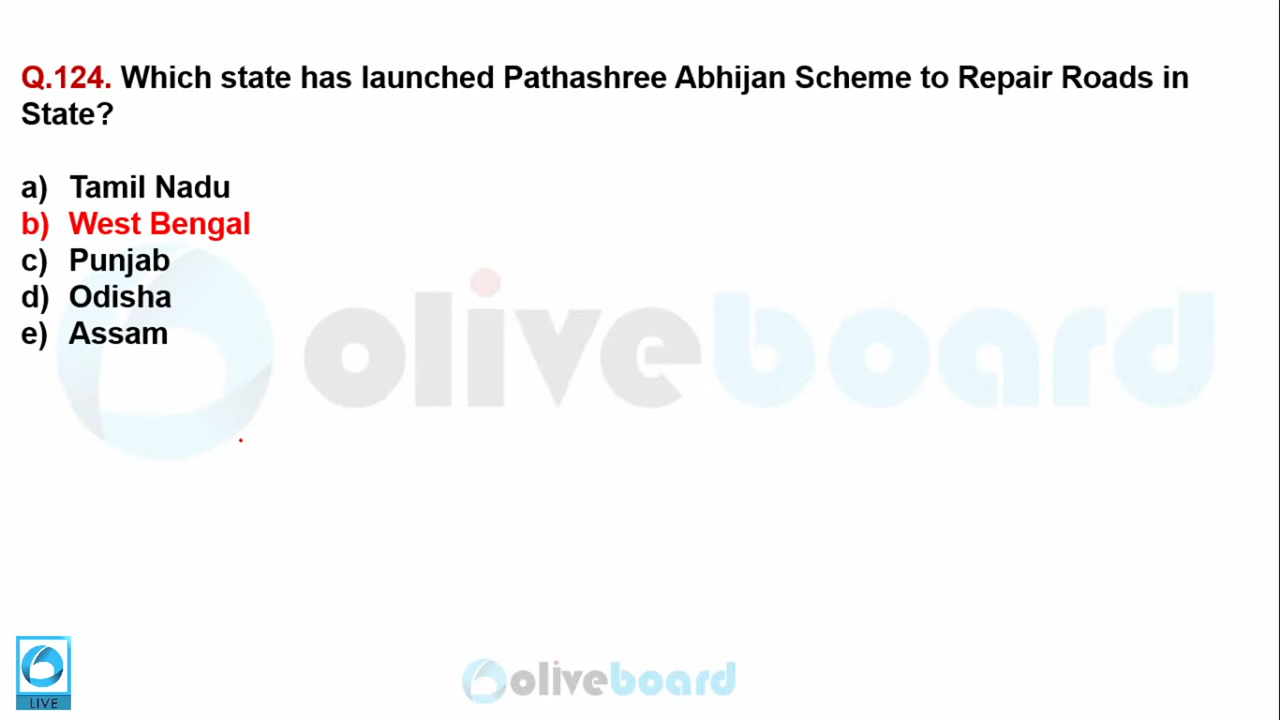 Q.124. Which state has launched Pathashree Abhijan Scheme to Repair Roads in
State?
a) Tamil Nadu
b) West Bengal
c) Punjab
d) Odisha
e) Assam
oliveboard
LIVE
oliveboard